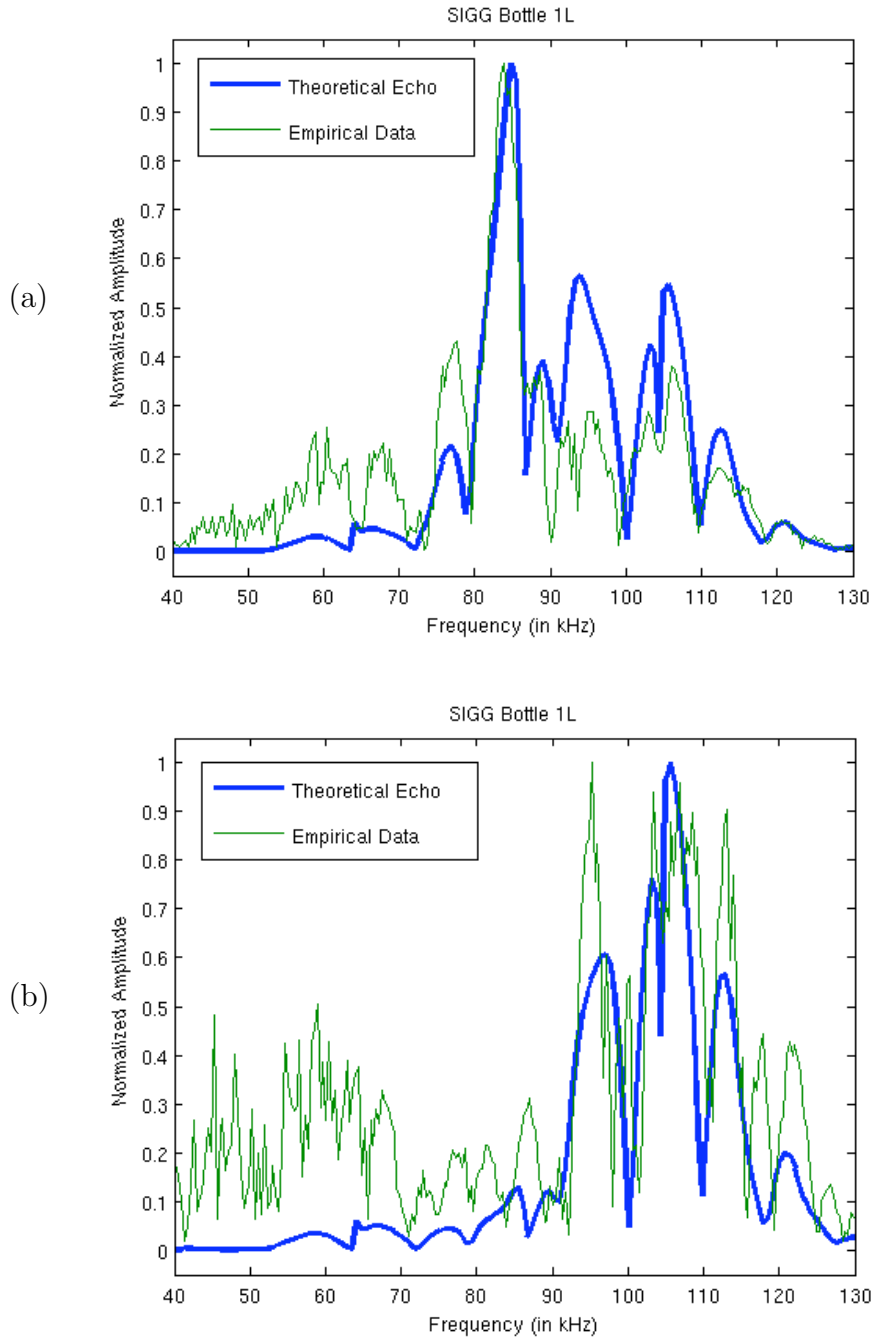 SIGG Bottle 1L
1
0.9
0.8
0.7
0.6
0.5
0.4
0.3
0.2
0.1
0
Normalized Amplitude
Theoretical Echo
Empirical Data
(a)
40 50 60 70 80 90 100 110 120 130
Frequency (in kHz)
SIGG Bottle 1L
1
0.9
0.8
0.7
0.6
0.5
0.4
0.3
0.2
0.1
0
Normalized Amplitude
Theoretical Echo
Empirical Data
(b)
40 50 60 70 80 90 100 110 120 130
Frequency (in kHz)